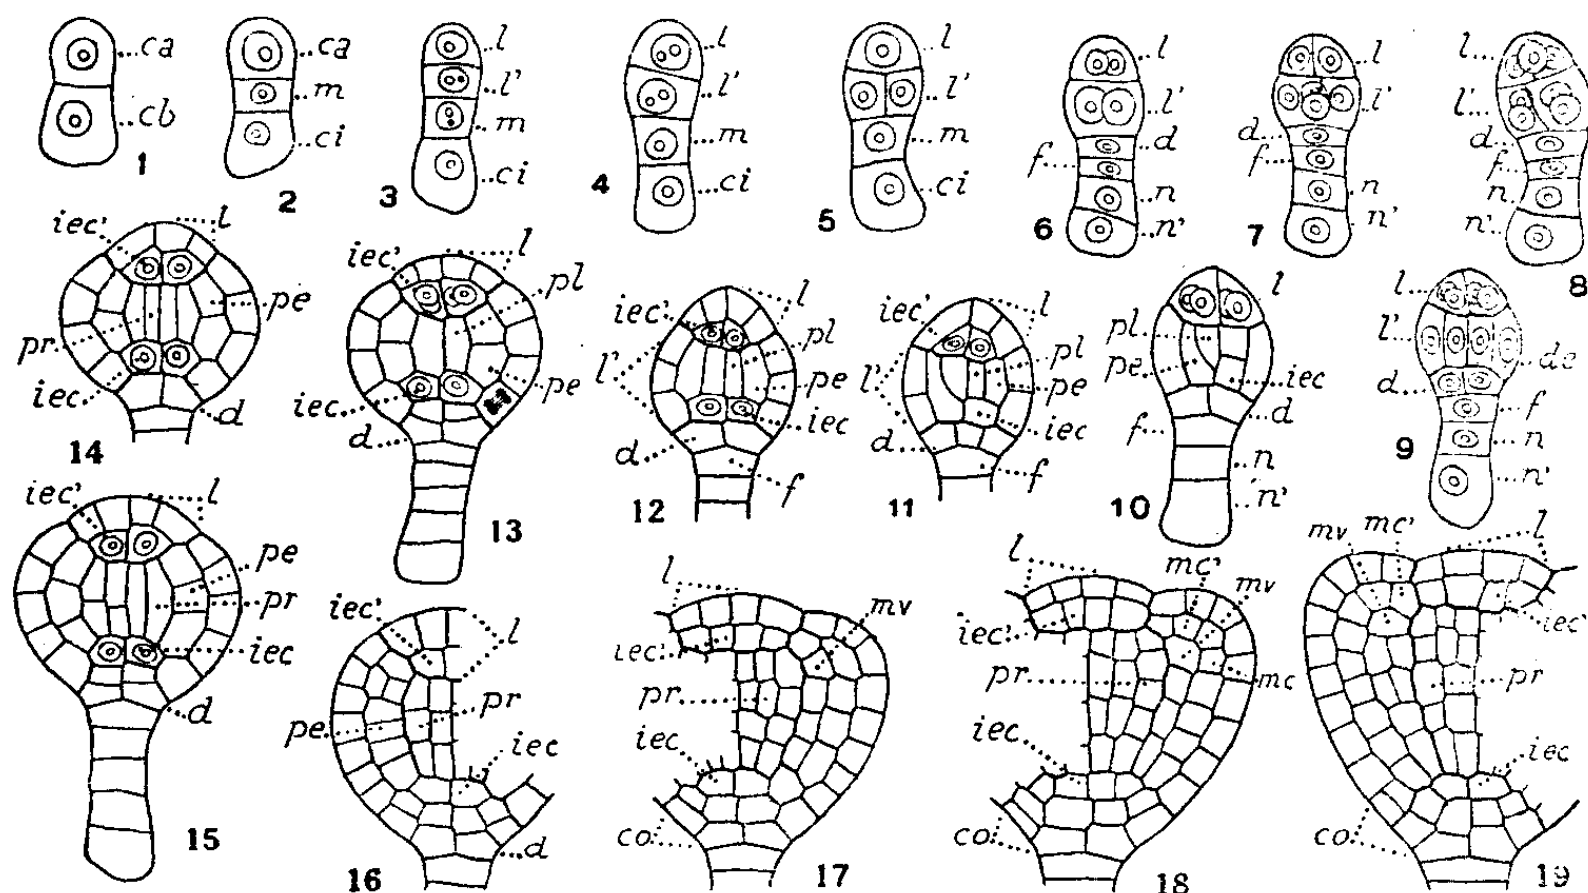 ca
cb
1
ca
m
ci
2
l
l'
m
ci
3
l
l'
m
ci
4
l
l'
m
ci
5
l
l'
d
f
n
n'
6
l
l'
d
f
n
n'
7
l
l'
d
f
n
n'
8
iec'
l
pe
pr
iec
d
14
iec'
l
pl
pe
iec
d
13
iec'
l
l'
pl
pe
iec
d
f
12
iec'
l
l'
pl
pe
iec
d
f
11
l
pl
pe
iec
d
f
n
n'
10
l
l'
de
d
f
n
n'
9
iec'
l
pe
pr
iec
d
15
iec'
l
pr
pe
iec
d
16
l
mv
iec'
pr
iec
co
17
l
mc'
mv
iec'
pr
mc
iec
co
18
mv
mc'
l
iec'
pr
iec
co
19